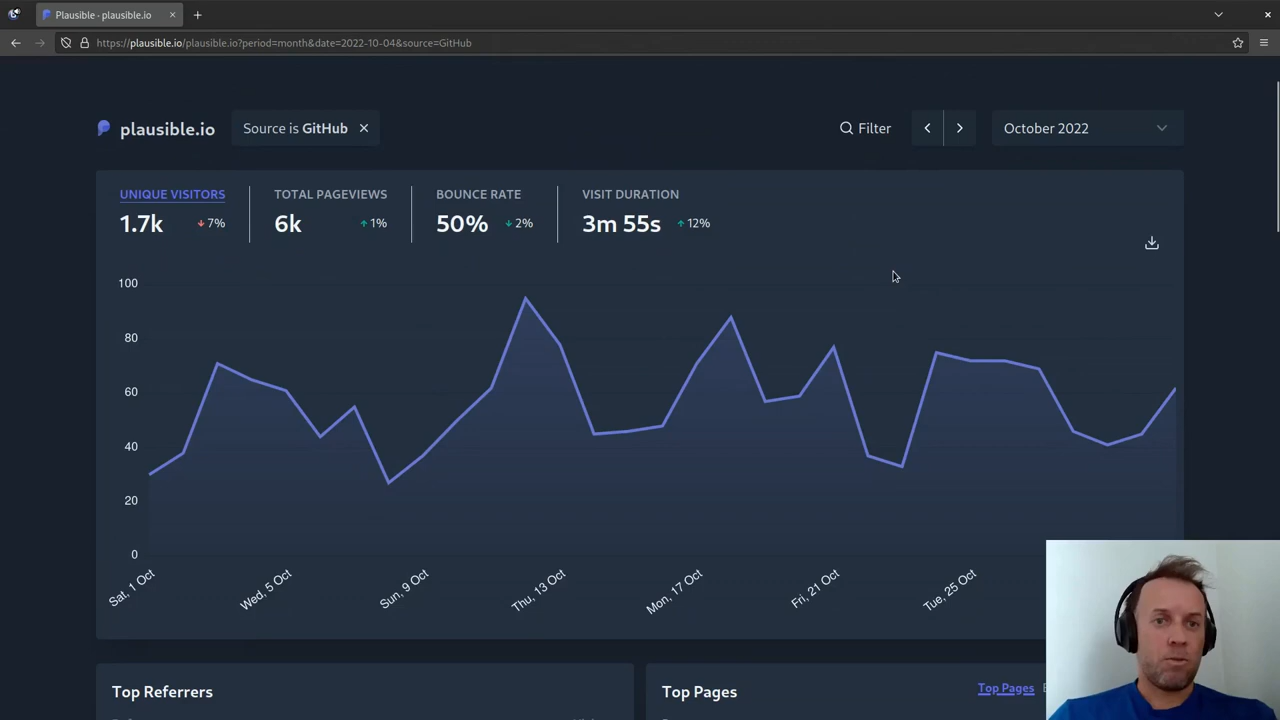 Plausible · plausible.io
https://plausible.io/plausible.io?period=month&date=2022-10-04&source=GitHub
plausible.io
Source is GitHub
Filter
October 2022
UNIQUE VISITORS
1.7k
7%
TOTAL PAGEVIEWS
6k
1%
BOUNCE RATE
50%
2%
VISIT DURATION
3m 55s
12%
100
80
60
40
20
0
Sat, 1 Oct
Wed, 5 Oct
Sun, 9 Oct
Thu, 13 Oct
Mon, 17 Oct
Fri, 21 Oct
Tue, 25 Oct
Top Referrers
Top Pages
Top Pages